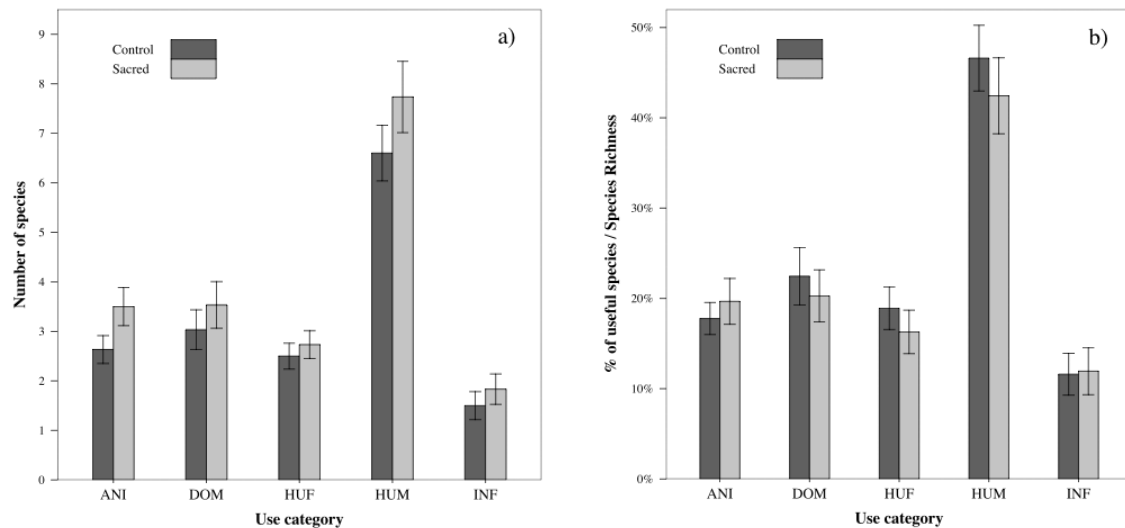 a)
Control
Sacred
Number of species
9
8
7
6
5
4
3
2
1
0
ANI DOM HUF HUM INF
Use category
b)
Control
Sacred
% of useful species / Species Richness
50%
40%
30%
20%
10%
0%
ANI DOM HUF HUM INF
Use category